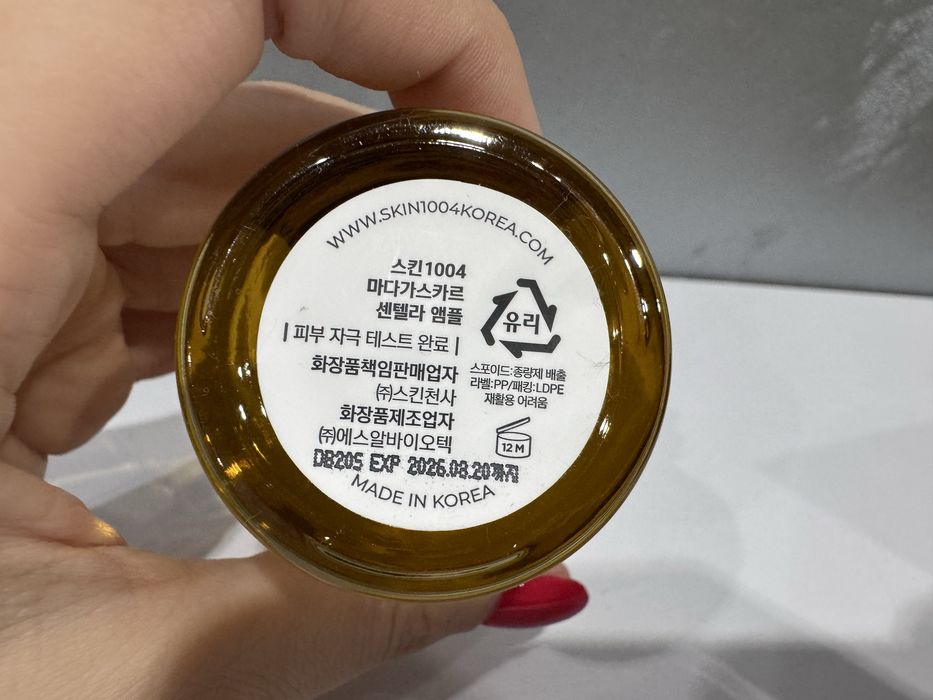 WWW.SKIN1004KOREA.COM
스킨1004
마다가스카르
센텔라 앰플
| 피부 자극 테스트 완료 |
화장품책임판매업자
㈜스킨천사
화장품제조업자
㈜에스알바이오텍
유리
스포이드:종량제 배출
라벨:PP/패킹:LDPE
재활용 어려움
12 M
DB205 EXP 2026.08.20까지
MADE IN KOREA